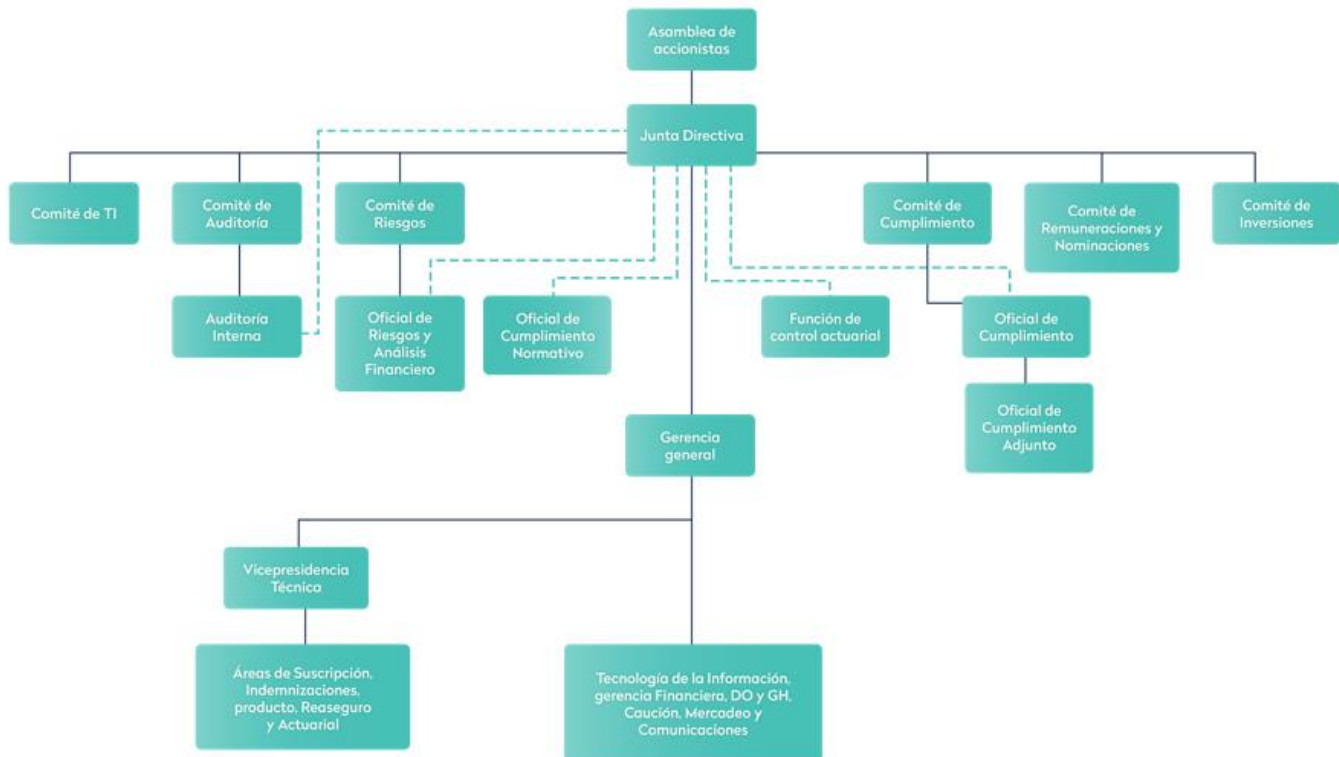 Asamblea de
accionistas
Junta Directiva
Comité de TI
Comité de
Auditoría
Comité de
Riesgos
Comité de
Cumplimiento
Comité de
Remuneraciones y
Nominaciones
Comité de
Inversiones
Auditoría
Interna
Oficial de
Riesgos y
Análisis
Financiero
Oficial de
Cumplimiento
Normativo
Función de
control actuarial
Oficial de
Cumplimiento
Oficial de
Cumplimiento
Adjunto
Gerencia
general
Vicepresidencia
Técnica
Áreas de Suscripción,
Indemnizaciones,
producto, Reaseguro
y Actuarial
Tecnología de la Información,
gerencia Financiera, DO y GH,
Caución, Mercadeo y
Comunicaciones